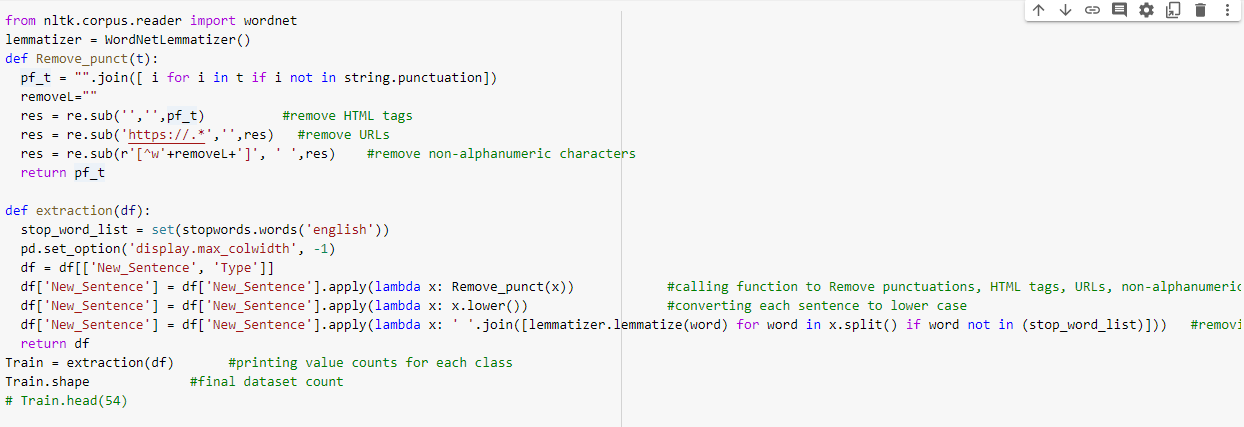 from nltk.corpus.reader import wordnet
lemmatizer = WordNetLemmatizer()
def Remove_punct(t):
  pf_t = "".join([ i for i in t if i not in string.punctuation])
  removeL=""
  res = re.sub('','',pf_t)          #remove HTML tags
  res = re.sub('https://.*','',res)   #remove URLs
  res = re.sub(r'[^w'+removeL+']', ' ',res)    #remove non-alphanumeric characters
  return pf_t

def extraction(df):
  stop_word_list = set(stopwords.words('english'))
  pd.set_option('display.max_colwidth', -1)
  df = df[['New_Sentence', 'Type']]
  df['New_Sentence'] = df['New_Sentence'].apply(lambda x: Remove_punct(x))            #calling function to Remove punctuations, HTML tags, URLs, non-alphanumeric
  df['New_Sentence'] = df['New_Sentence'].apply(lambda x: x.lower())                  #converting each sentence to lower case
  df['New_Sentence'] = df['New_Sentence'].apply(lambda x: ' '.join([lemmatizer.lemmatize(word) for word in x.split() if word not in (stop_word_list)]))   #removi
  return df
Train = extraction(df)       #printing value counts for each class
Train.shape             #final dataset count
# Train.head(54)